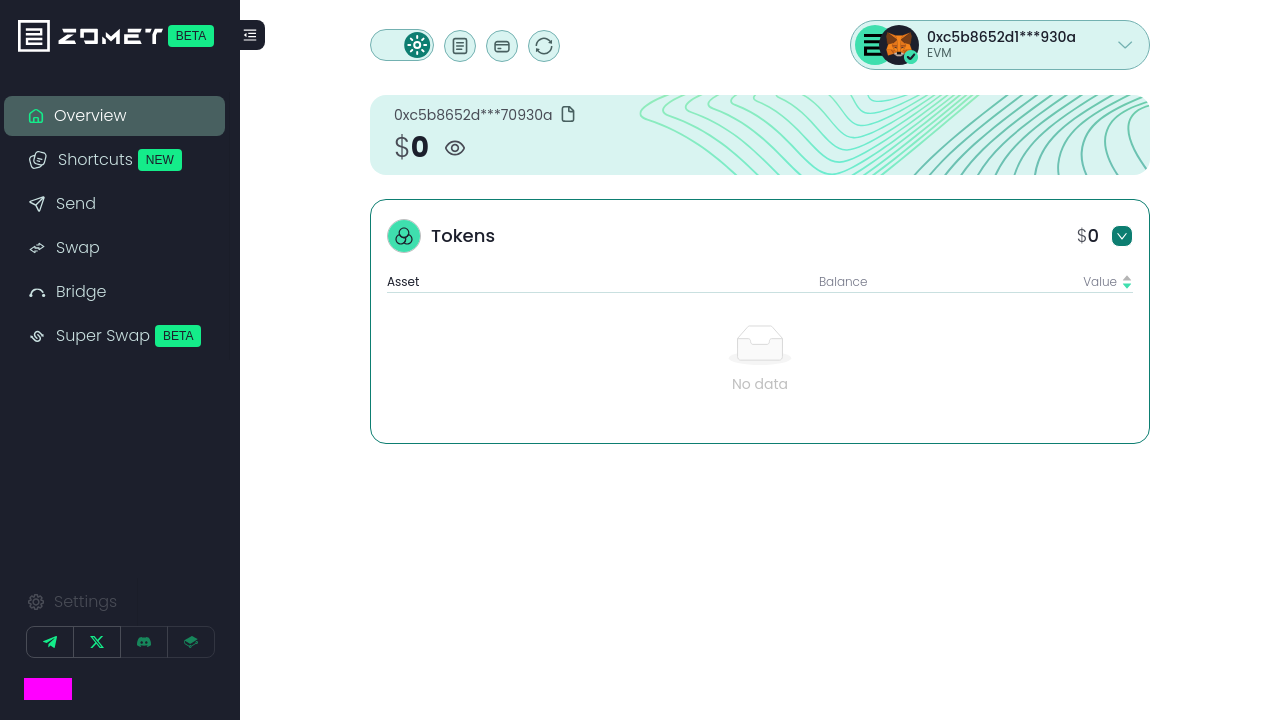 ZOMET BETA
Overview
Shortcuts NEW
Send
Swap
Bridge
Super Swap BETA
Settings
0xc5b8652d1***930a
EVM
0xc5b8652d***70930a
$0
Tokens
$0
Asset Balance Value
No data